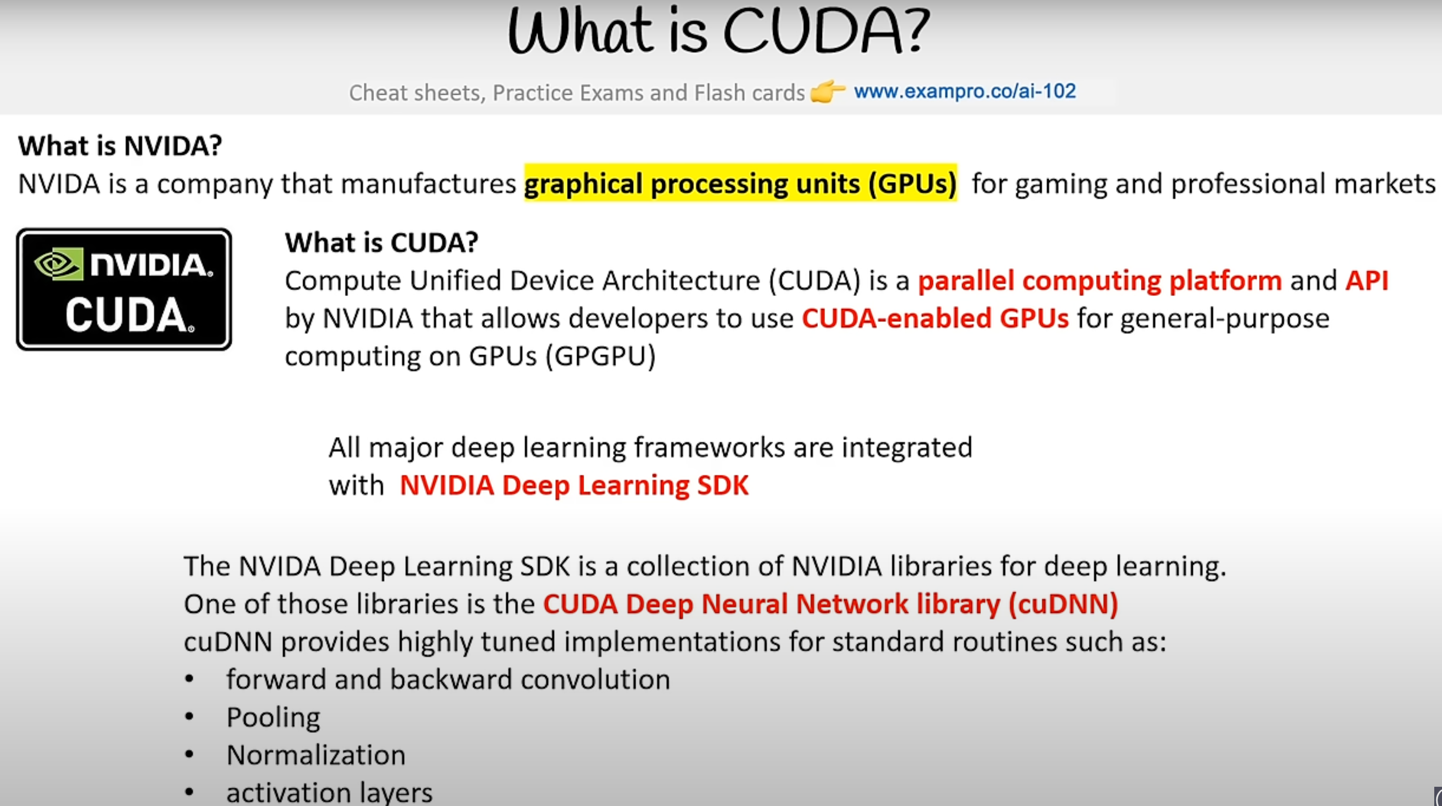 What is CUDA?
Cheat sheets, Practice Exams and Flash cards 👉 www.exampro.co/ai-102
What is NVIDA?
NVIDA is a company that manufactures graphical processing units (GPUs) for gaming and professional markets
NVIDIA.
CUDA.
What is CUDA?
Compute Unified Device Architecture (CUDA) is a parallel computing platform and API
by NVIDIA that allows developers to use CUDA-enabled GPUs for general-purpose
computing on GPUs (GPGPU)
All major deep learning frameworks are integrated
with NVIDIA Deep Learning SDK
The NVIDA Deep Learning SDK is a collection of NVIDIA libraries for deep learning.
One of those libraries is the CUDA Deep Neural Network library (cuDNN)
cuDNN provides highly tuned implementations for standard routines such as:
• forward and backward convolution
• Pooling
• Normalization
• activation layers